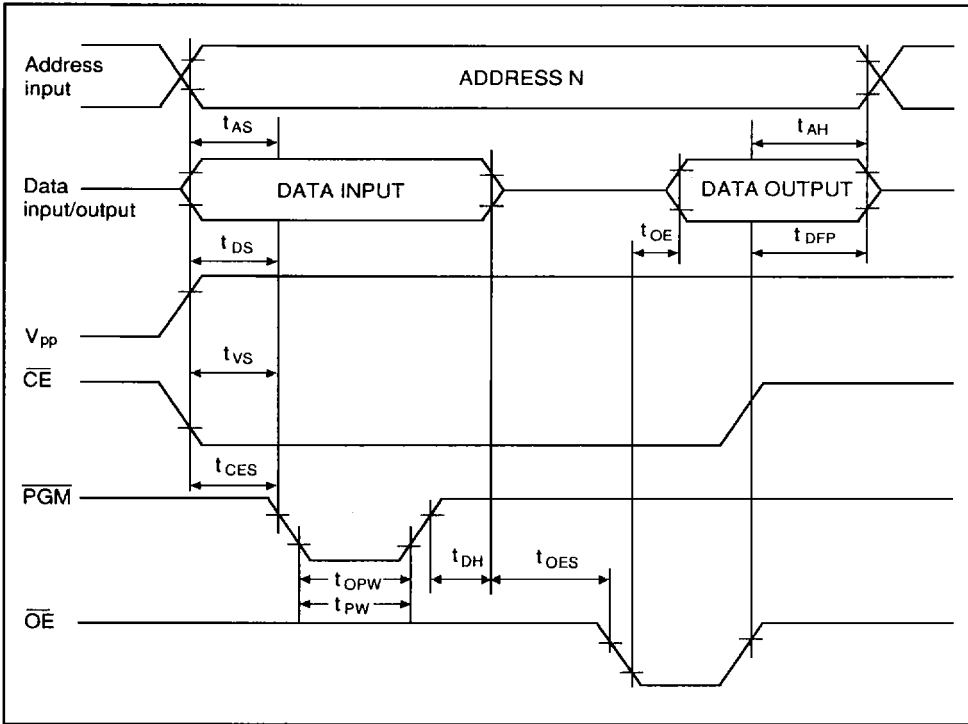 Address
input
ADDRESS N
tAS
tAH
Data
input/output
DATA INPUT
DATA OUTPUT
tDS
tOE
tDFP
Vpp
tVS
CE
tCES
PGM
tDH
tOES
tOPW
tPW
OE